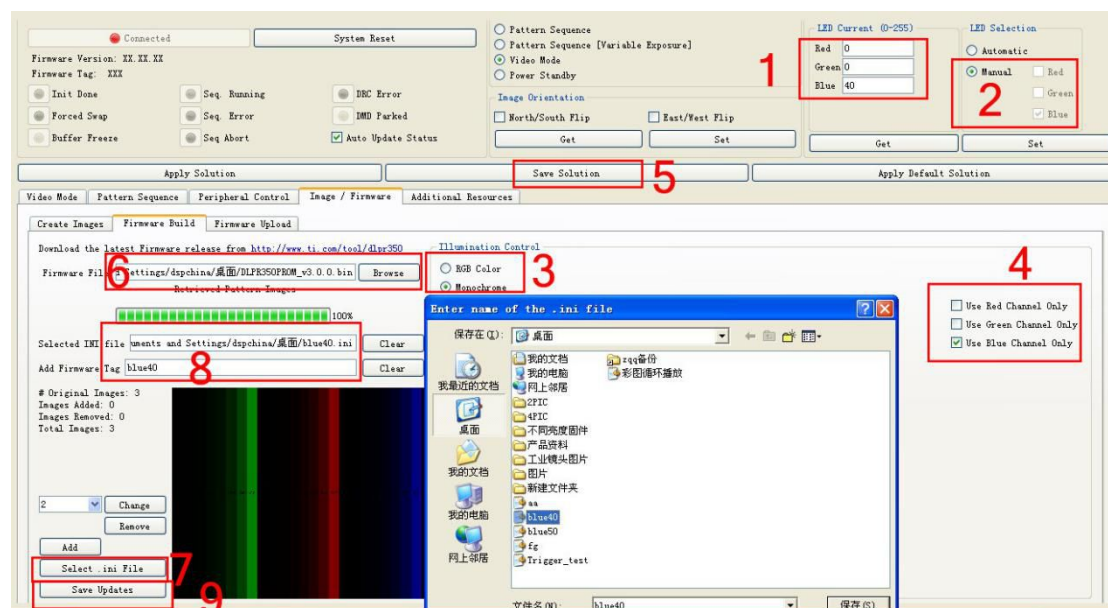 Connected
System Reset
Firmware Version: XX.XX.XX
Firmware Tag: XXX
Init Done
Seq. Running
DRC Error
Forced Swap
Seq. Error
DMD Parked
Buffer Freeze
Seq Abort
Auto Update Status
Pattern Sequence
Pattern Sequence [Variable Exposure]
Video Mode
Power Standby
Image Orientation
North/South Flip
East/West Flip
Get
Set
LED Current (0-255)
1
Red 0
Green 0
Blue 40
Get
LED Selection
Automatic
Manual
2
Red
Green
Blue
Set
Apply Solution
Save Solution
5
Apply Default Solution
Video Mode
Pattern Sequence
Peripheral Control
Image / Firmware
Additional Resources
Create Images
Firmware Build
Firmware Upload
Download the latest Firmware release from http://www.ti.com/tool/dlpr350
Settings/dspchina/桌面/DLPR350PROM_v3.0.0.bin
6
Browse
Retrieved Pattern Images
100%
Selected INI file
uments and Settings/dspchina/桌面/blue40.ini
Clear
Add Firmware Tag
blue40
8
Clear
# Original Images: 3
Images Added: 0
Images Removed: 0
Total Images: 3
2
Change
Remove
Add
Select .ini File
7
Save Updates
9
Illumination Control
RGB Color
Monochrome
3
4
Use Red Channel Only
Use Green Channel Only
Use Blue Channel Only
Enter name of the .ini file
保存在(I):
桌面
我最近的文档
桌面
我的文档
我的电脑
网上邻居
我的文档
我的电脑
网上邻居
2PIC
4PIC
不同亮度固件
产品资料
工业镜头图片
图片
新建文件夹
aa
blue40
blue50
fg
Trigger_test
zqq备份
彩图循环播放
文件名(N):
blue40
保存(S)